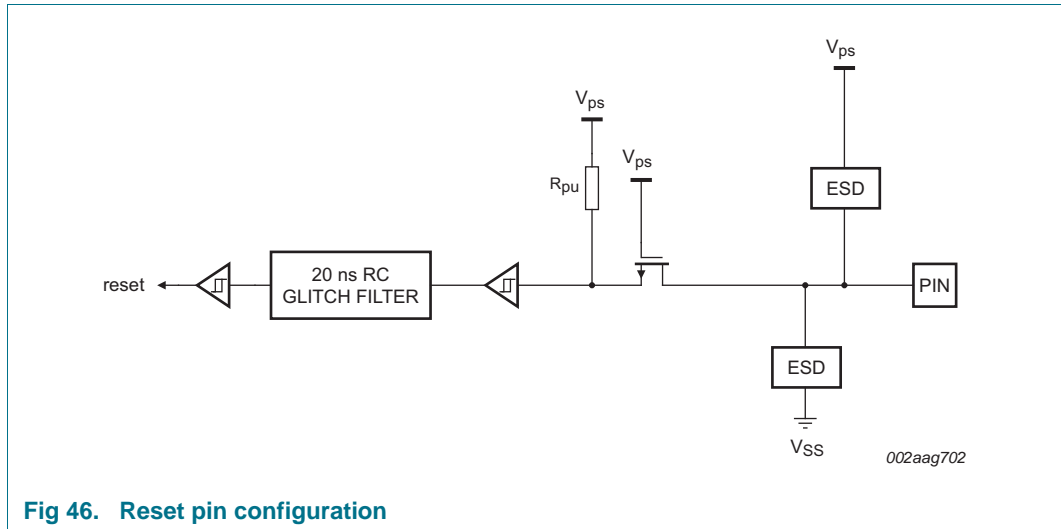 Vps
Vps
Vps
Rpu
ESD
reset
20 ns RC
GLITCH FILTER
PIN
ESD
VSS
002aag702
Fig 46. Reset pin configuration